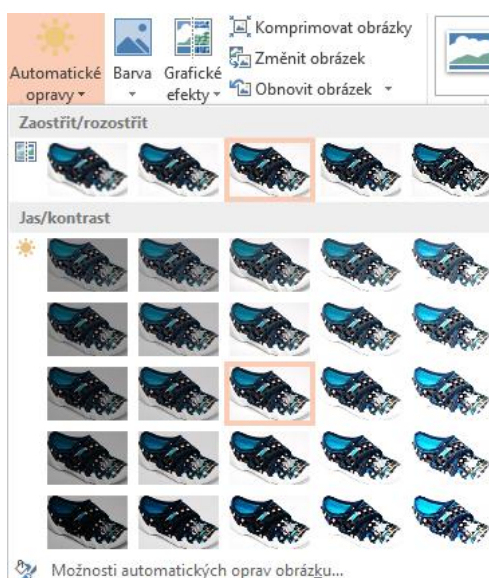 Automatické
opravy
Barva
Grafické
efekty
Komprimovat obrázky
Změnit obrázek
Obnovit obrázek
Zaostřit/rozostřit
Jas/kontrast
Možnosti automatických oprav obrázku...